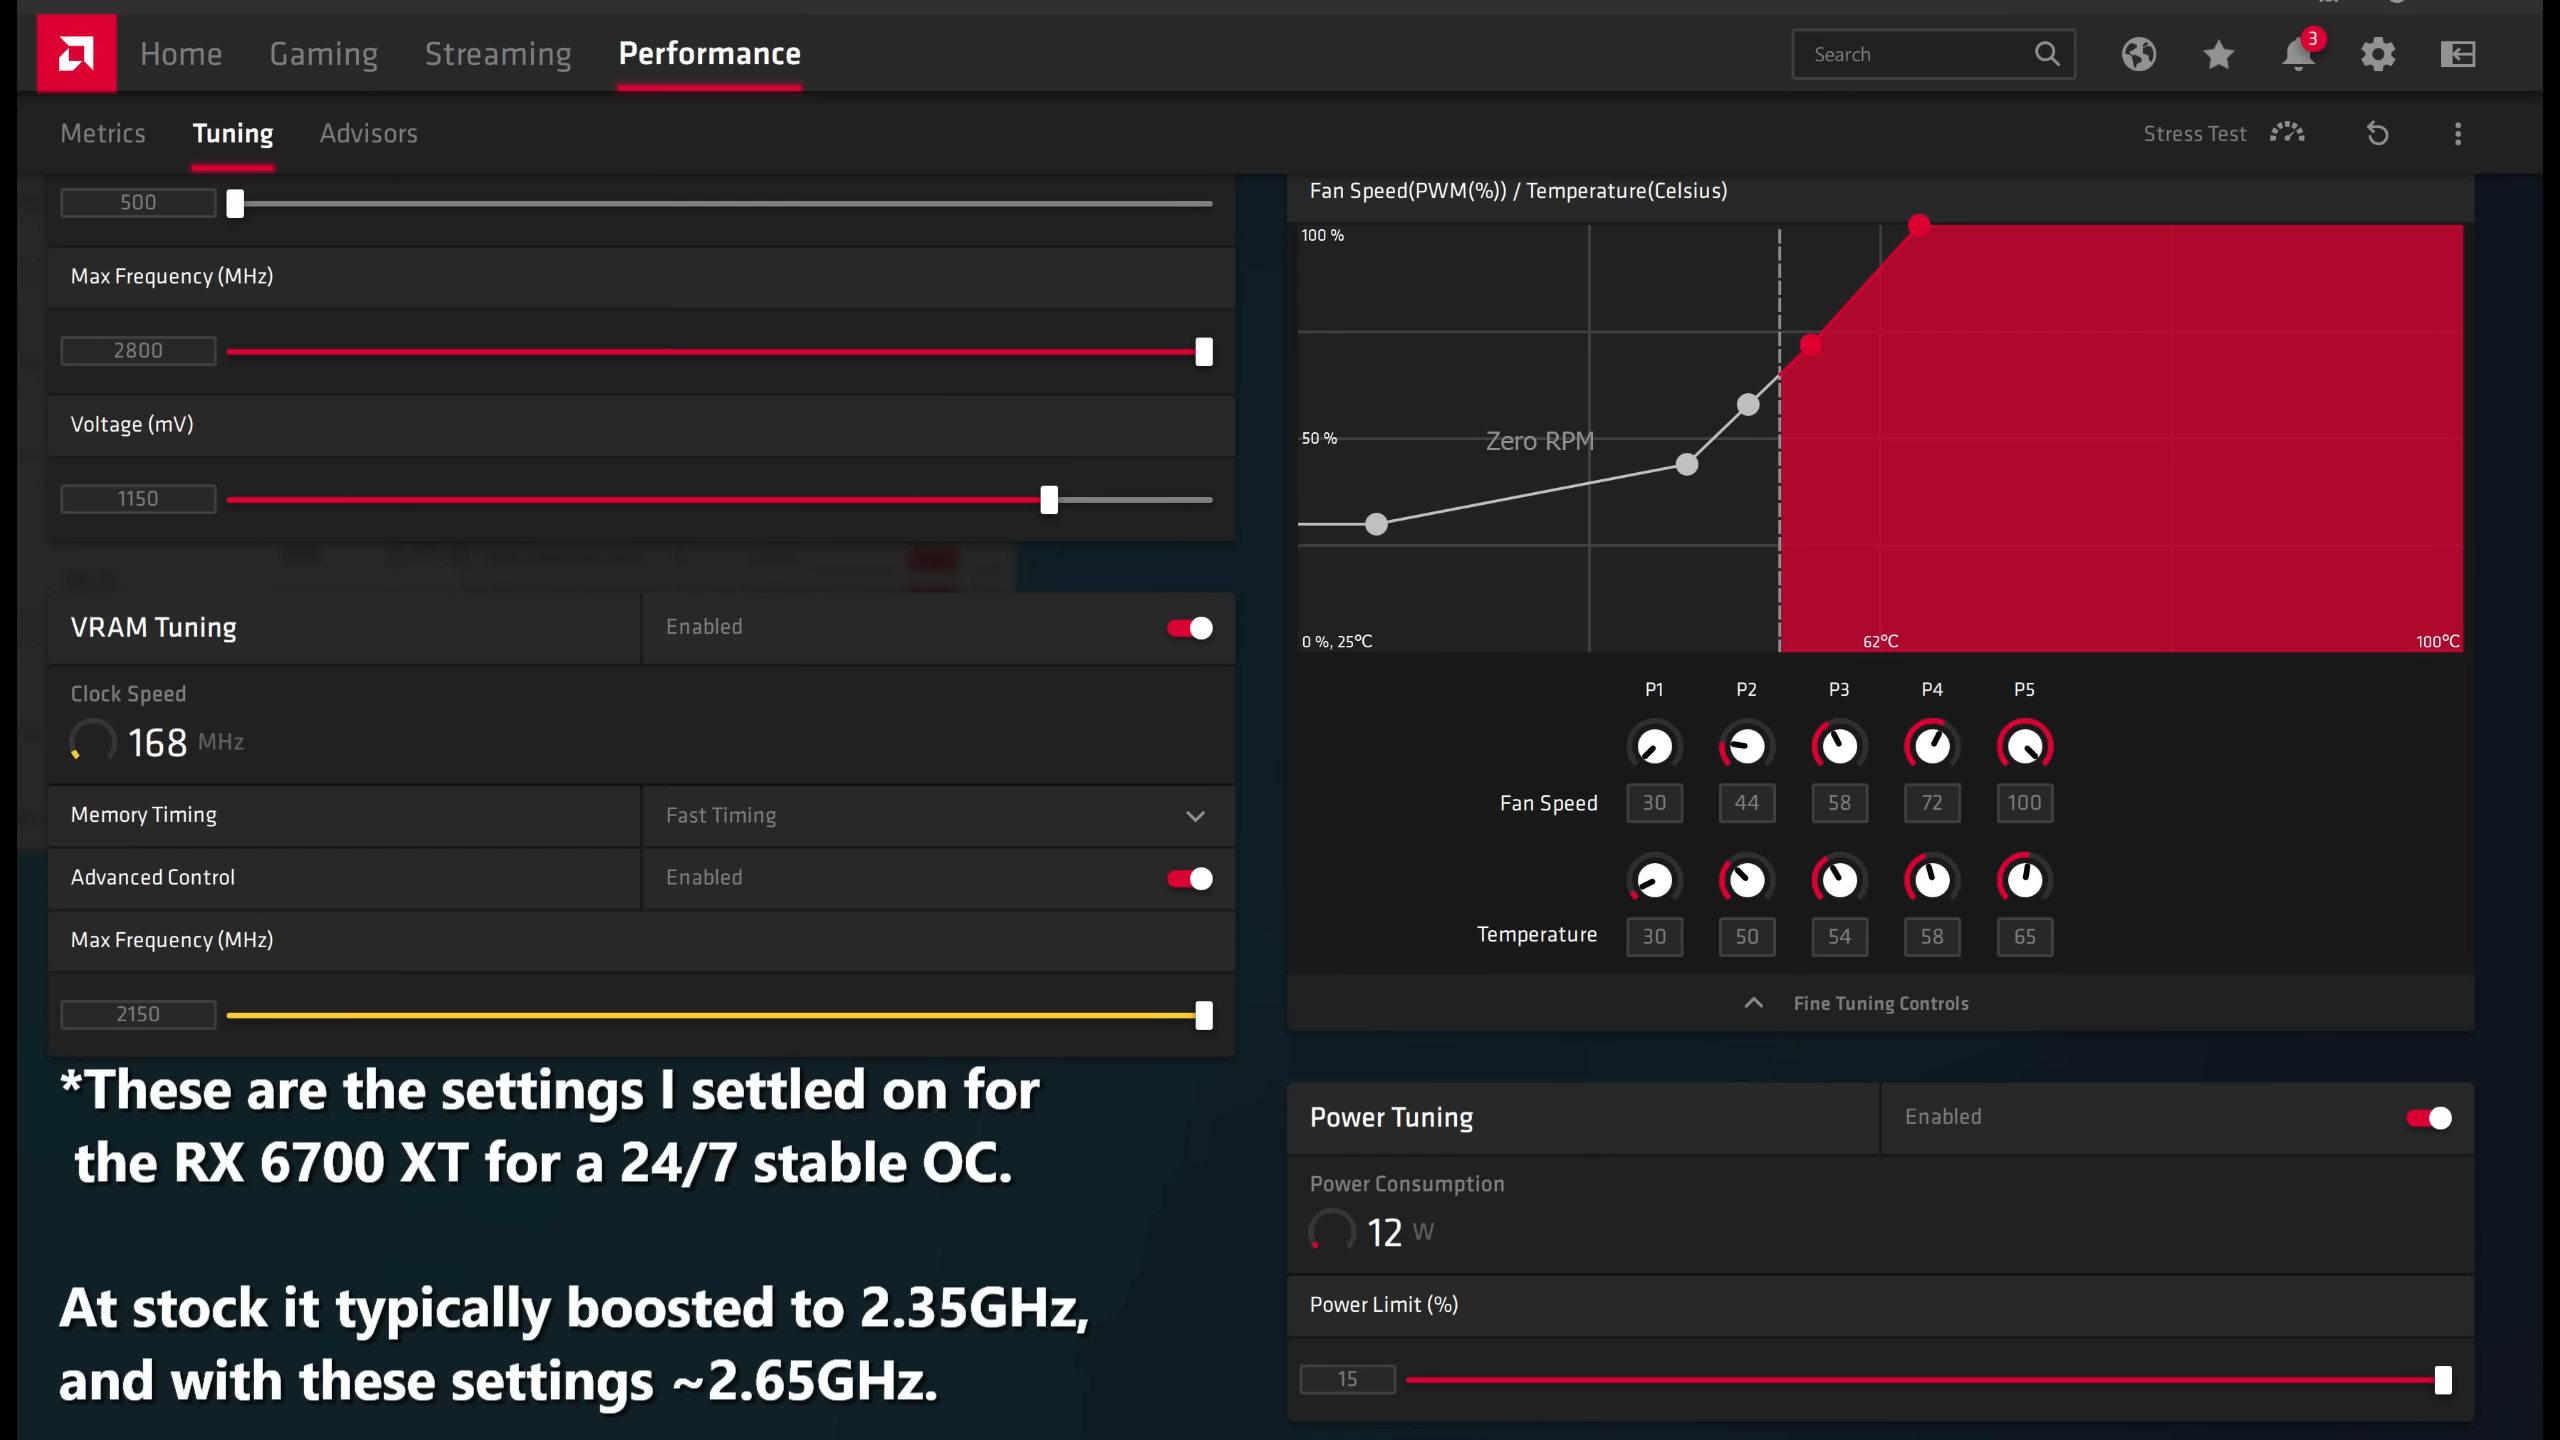 Home Gaming Streaming Performance Search 3
Metrics Tuning Advisors Stress Test
500
Max Frequency (MHz)
2800
Voltage (mV)
1150
VRAM Tuning Enabled
Clock Speed
168 MHz
Memory Timing Fast Timing
Advanced Control Enabled
Max Frequency (MHz)
2150
*These are the settings I settled on for
the RX 6700 XT for a 24/7 stable OC.
At stock it typically boosted to 2.35GHz,
and with these settings ~2.65GHz.
Fan Speed(PWM(%)) / Temperature(Celsius)
100 %
50 %
Zero RPM
0 %, 25°C 62°C 100°C
P1 P2 P3 P4 P5
Fan Speed 30 44 58 72 100
Temperature 30 50 54 58 65
Fine Tuning Controls
Power Tuning Enabled
Power Consumption
12 W
Power Limit (%)
15